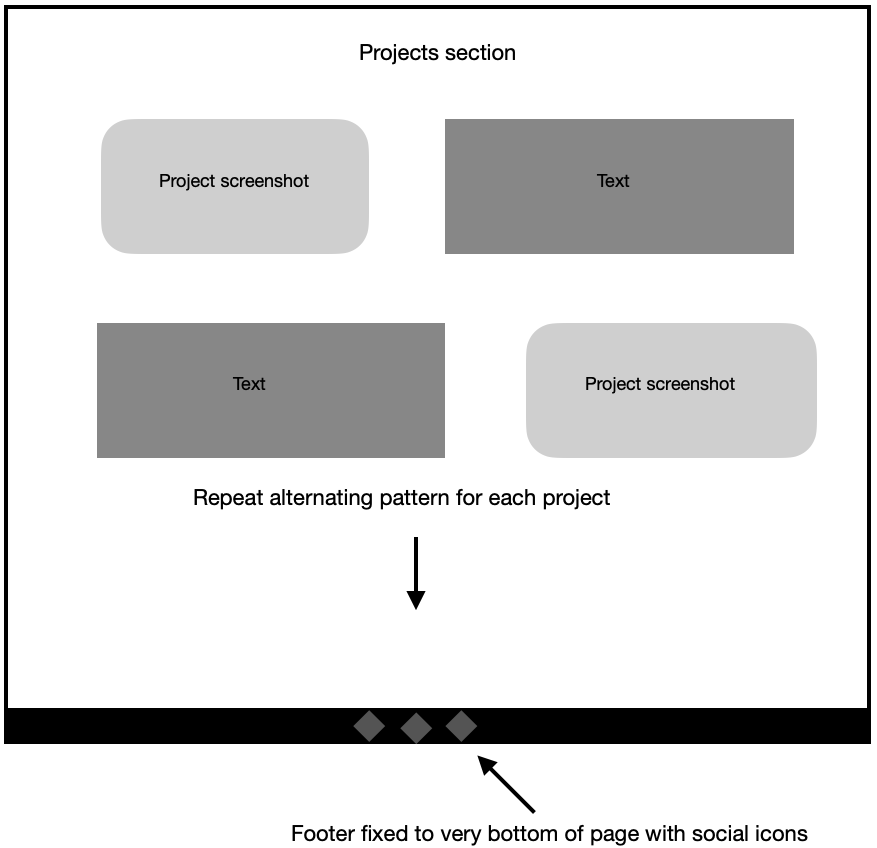 Projects section
Project screenshot
Text
Text
Project screenshot
Repeat alternating pattern for each project
Footer fixed to very bottom of page with social icons